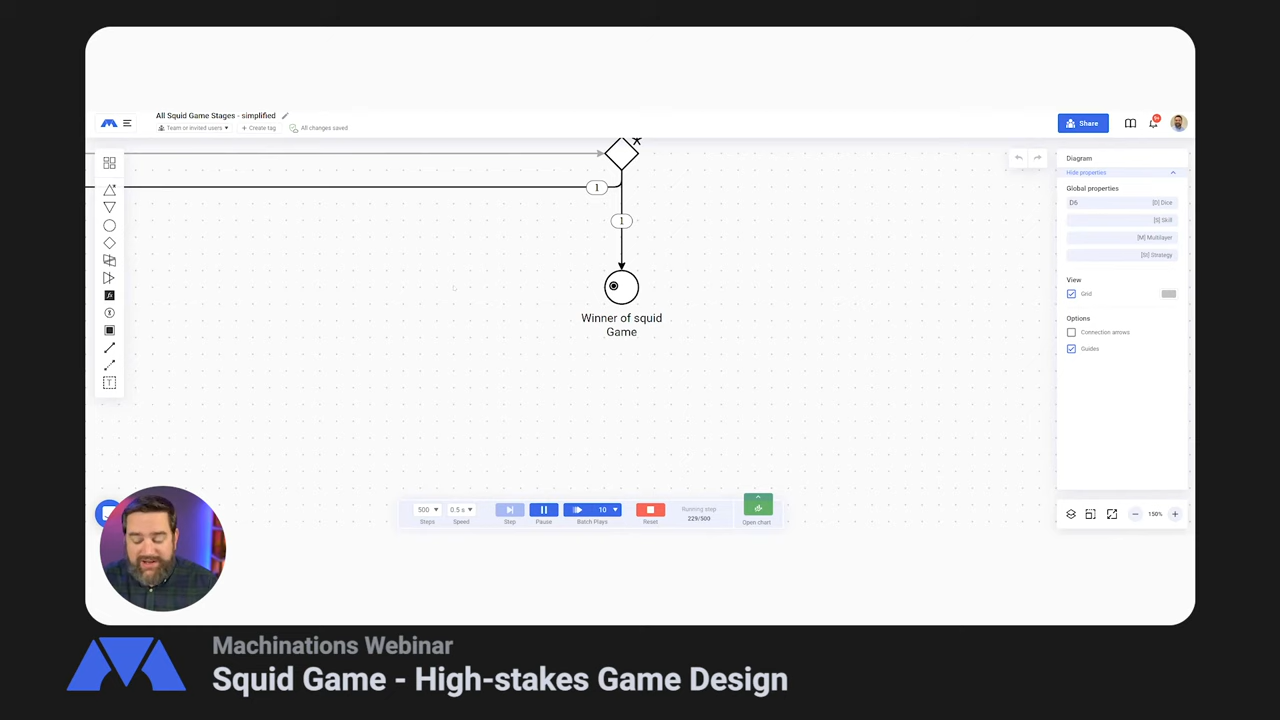 All Squid Game Stages - simplified
Team or invited users
+ Create tag
All changes saved
Share
9+
Diagram
Hide properties
Global properties
D6
[D] Dice
[S] Skill
[M] Multilayer
[St] Strategy
View
Grid
Options
Connection arrows
Guides
1
1
Winner of squid
Game
T
500
0.5 s
10
Running step
229/500
Steps
Speed
Step
Pause
Batch Plays
Reset
Open chart
150%
Machinations Webinar
Squid Game - High-stakes Game Design